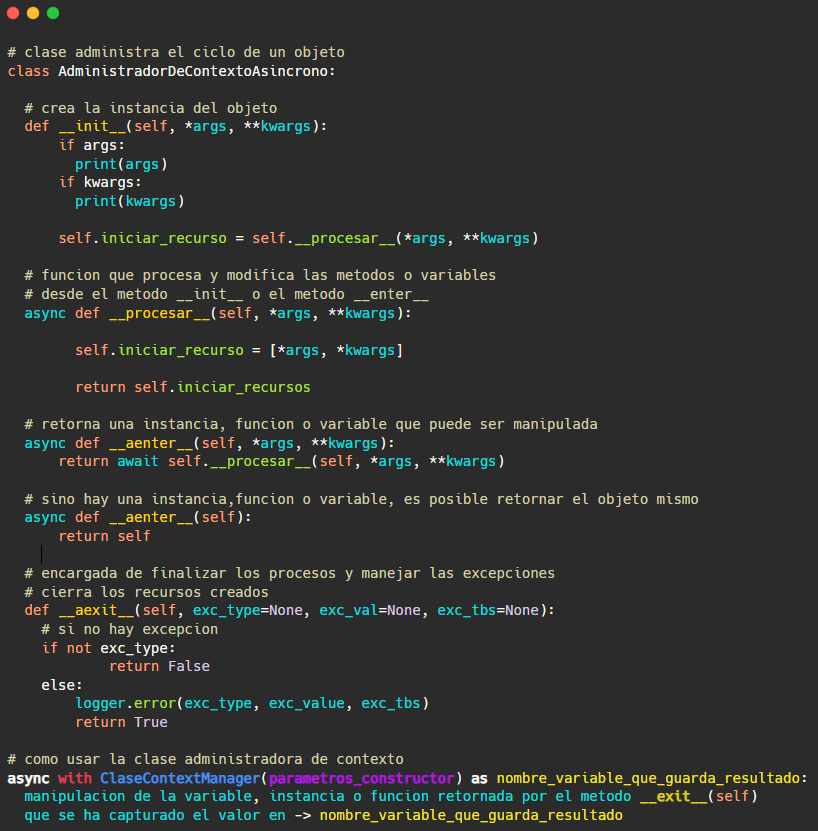 # clase administra el ciclo de un objeto
class AdministradorDeContextoAsincrono:
# crea la instancia del objeto
def __init__(self, *args, **kwargs):
if args:
print(args)
if kwargs:
print(kwargs)
self.iniciar_recurso = self.__procesar__(*args, **kwargs)
# funcion que procesa y modifica las metodos o variables
# desde el metodo __init__ o el metodo __enter__
async def __procesar__(self, *args, **kwargs):
self.iniciar_recurso = [*args, *kwargs]
return self.iniciar_recursos
# retorna una instancia, funcion o variable que puede ser manipulada
async def __aenter__(self, *args, **kwargs):
return await self.__procesar__(self, *args, **kwargs)
# sino hay una instancia,funcion o variable, es posible retornar el objeto mismo
async def __aenter__(self):
return self
# encargada de finalizar los procesos y manejar las excepciones
# cierra los recursos creados
def __aexit__(self, exc_type=None, exc_val=None, exc_tbs=None):
# si no hay excepcion
if not exc_type:
return False
else:
logger.error(exc_type, exc_value, exc_tbs)
return True
# como usar la clase administradora de contexto
async with ClaseContextManager(parametros_constructor) as nombre_variable_que_guarda_resultado:
manipulacion de la variable, instancia o funcion retornada por el metodo __exit__(self)
que se ha capturado el valor en -> nombre_variable_que_guarda_resultado